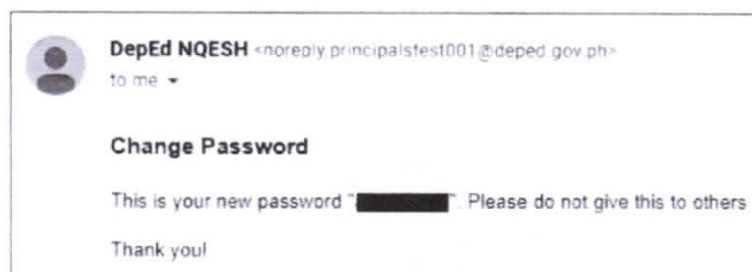 DepEd NQESH <noreply.principalstest001@deped.gov.ph>
to me
Change Password
This is your new password "". Please do not give this to others
Thank you!